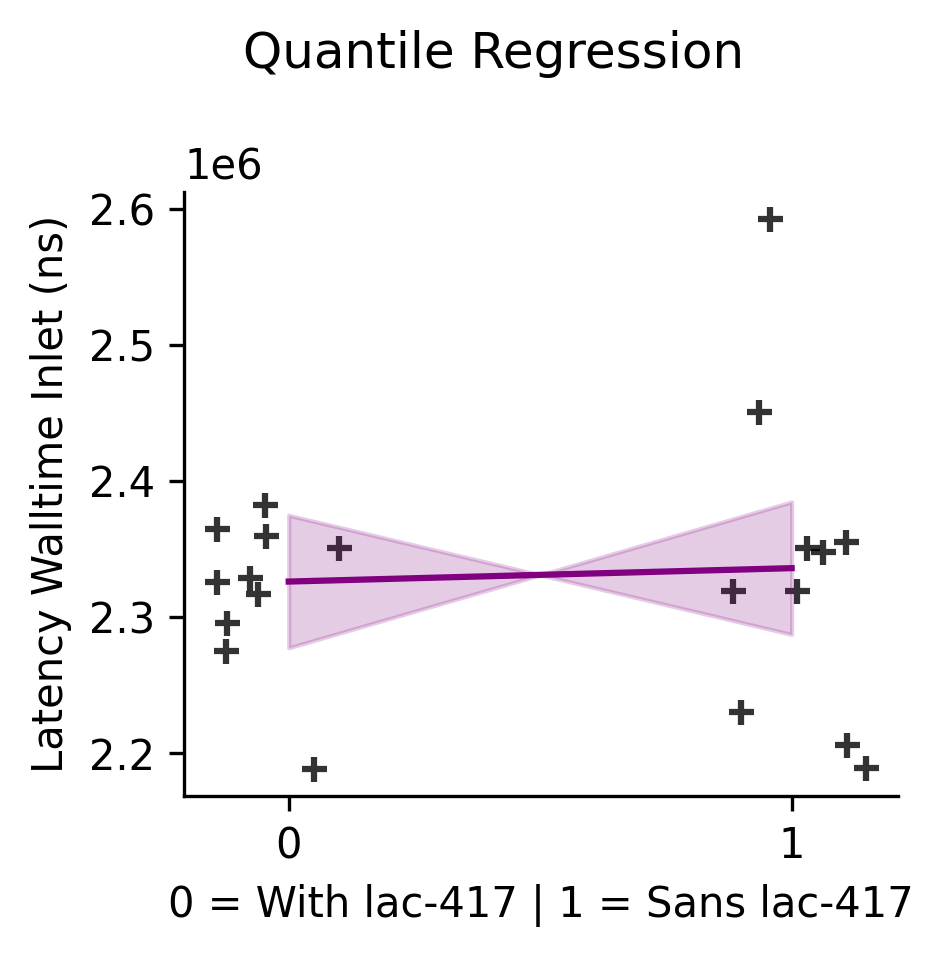 Quantile Regression
1e6
2.6
2.5
2.4
2.3
2.2
Latency Walltime Inlet (ns)
0 1
0 = With lac-417 | 1 = Sans lac-417